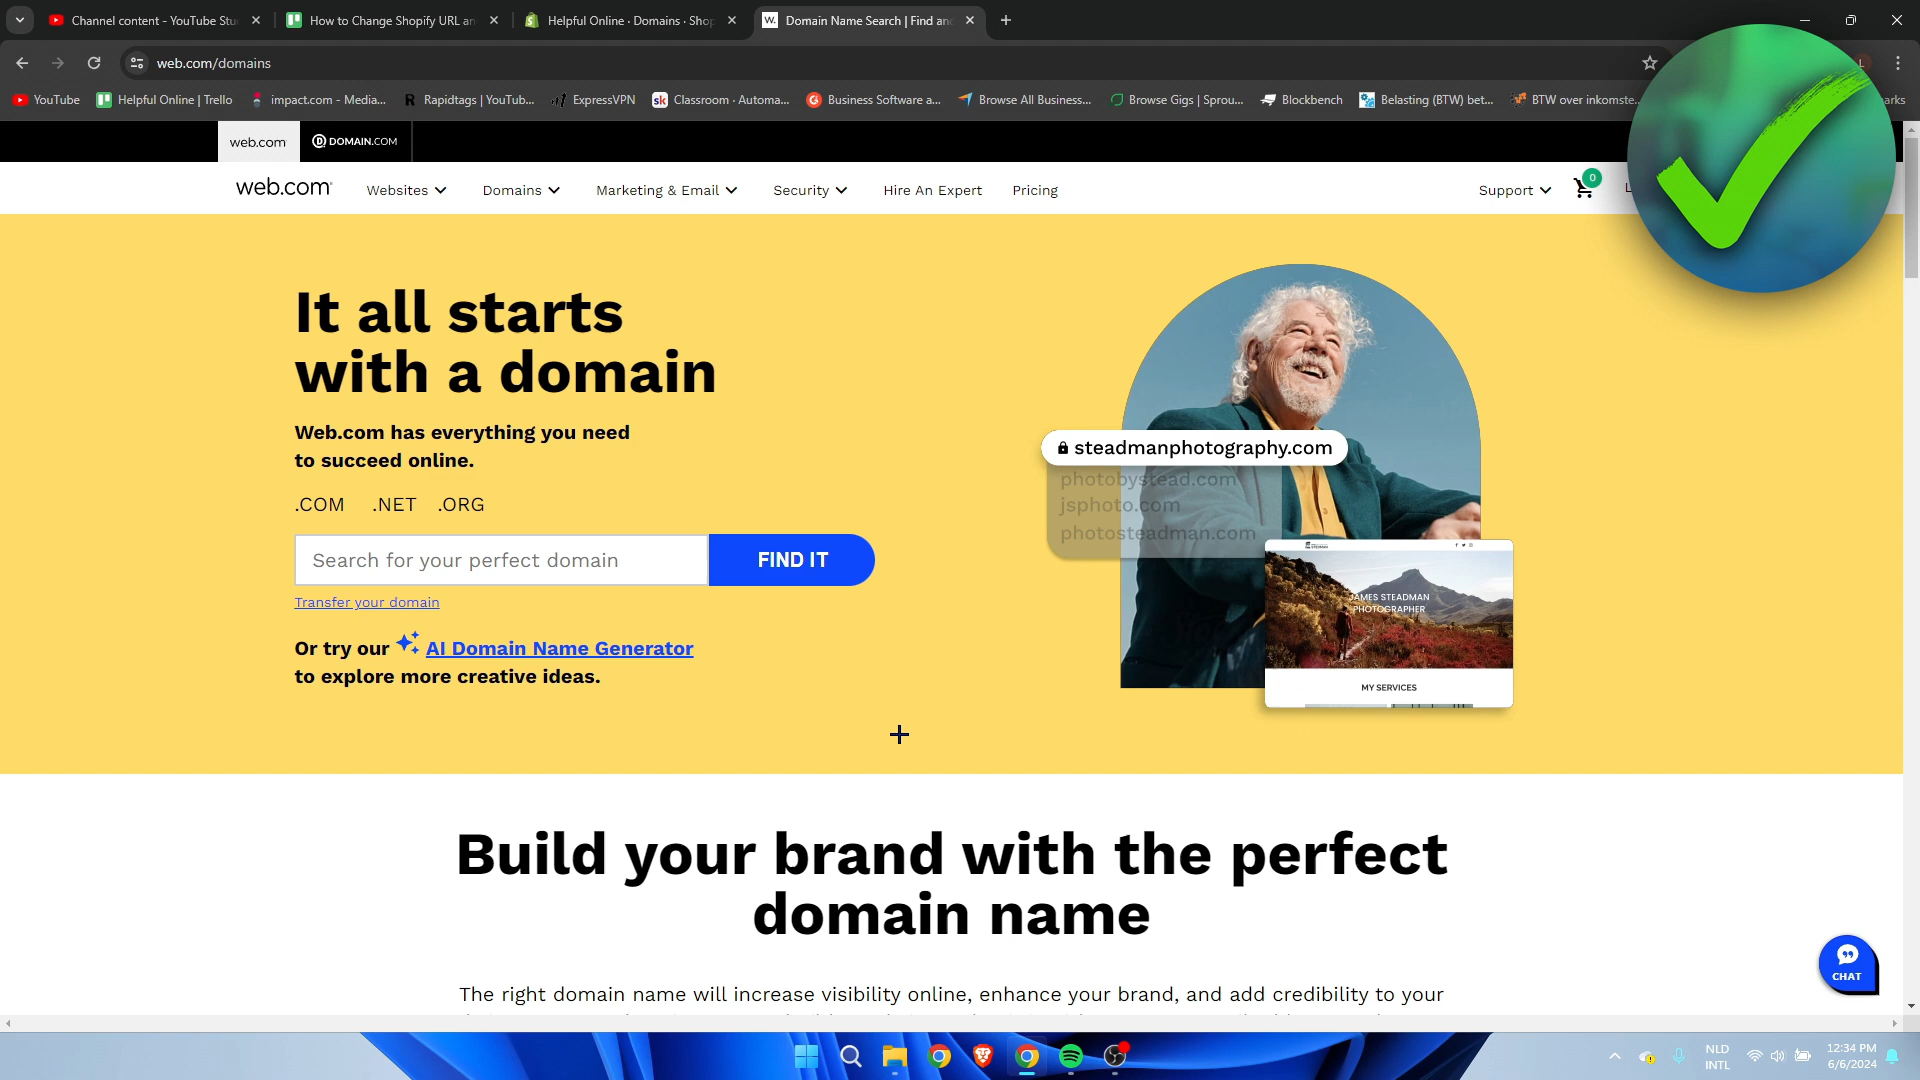 Channel content - YouTube Stu
How to Change Shopify URL an
Helpful Online · Domains · Shop
W.
Domain Name Search | Find and
web.com/domains
YouTube
Helpful Online | Trello
impact.com - Media...
Rapidtags | YouTub...
ExpressVPN
sk
Classroom - Automa...
Business Software a...
Browse All Business...
Browse Gigs | Sprou...
Blockbench
Belasting (BTW) bet...
BTW over inkomste...
web.com
DOMAIN.COM
web.com
Websites
Domains
Marketing & Email
Security
Hire An Expert
Pricing
Support
0
It all starts
with a domain
Web.com has everything you need
to succeed online.
.COM .NET .ORG
Search for your perfect domain
FIND IT
Transfer your domain
Or try our AI Domain Name Generator
to explore more creative ideas.
steadmanphotography.com
photobystead.com
jsphoto.com
photosteadman.com
STEADMAN
JAMES STEADMAN
PHOTOGRAPHER
MY SERVICES
Build your brand with the perfect
domain name
The right domain name will increase visibility online, enhance your brand, and add credibility to your
CHAT
NLD
INTL
12:34 PM
6/6/2024